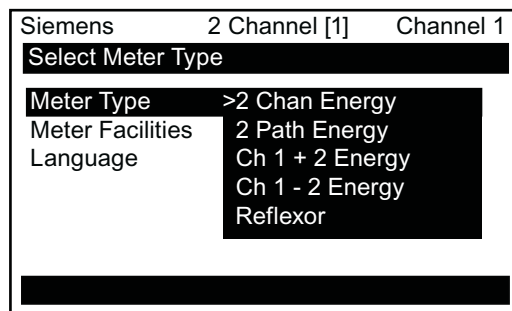 Siemens 2 Channel [1] Channel 1
Select Meter Type
Meter Type >2 Chan Energy
Meter Facilities 2 Path Energy
Language Ch 1 + 2 Energy
Ch 1 - 2 Energy
Reflexor